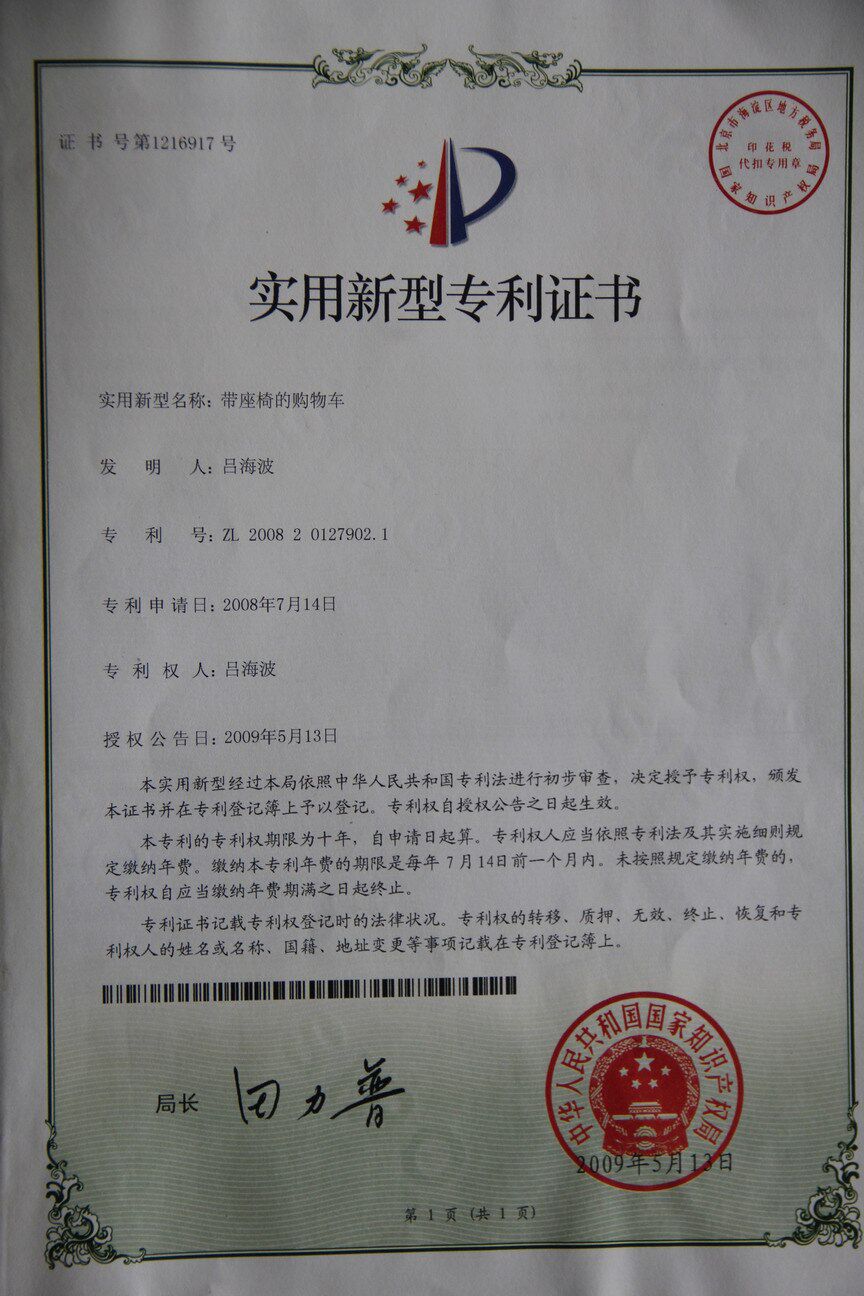 证书号第1216917号
北京市海淀区地方税务局
印花税
代扣专用章
国家知识产权局
实用新型专利证书
实用新型名称：带座椅的购物车
发明人：吕海波
专利号：ZL 2008 2 0127902.1
专利申请日：2008年7月14日
专利权人：吕海波
授权公告日：2009年5月13日
本实用新型经过本局依照中华人民共和国专利法进行初步审查，决定授予专利权，颁发
本证书并在专利登记簿上予以登记。专利权自授权公告之日起生效。
本专利的专利权期限为十年，自申请日起算。专利权人应当依照专利法及其实施细则规
定缴纳年费。缴纳本专利年费的期限是每年 7 月14日前一个月内。未按照规定缴纳年费的，
专利权自应当缴纳年费期满之日起终止。
专利证书记载专利权登记时的法律状况。专利权的转移、质押、无效、终止、恢复和专
利权人的姓名或名称、国籍、地址变更等事项记载在专利登记簿上。
局长 田力普
中华人民共和国国家知识产权局
2009年5月13日
第 1 页 (共 1 页)